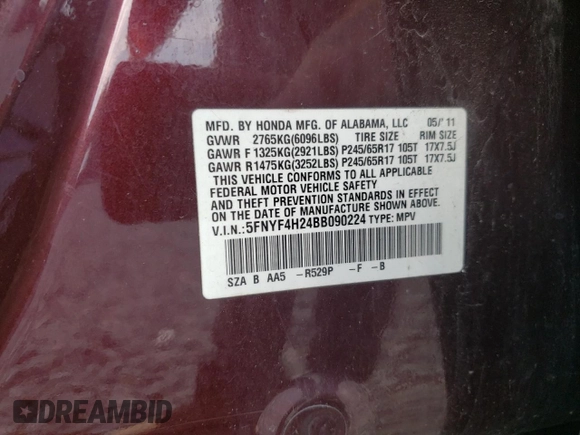 MFD. BY HONDA MFG. OF ALABAMA, LLC 05/'11
GVWR 2765KG(6096LBS) TIRE SIZE RIM SIZE
GAWR F 1325KG(2921LBS) P245/65R17 105T 17X7.5J
GAWR R1475KG(3252LBS) P245/65R17 105T 17X7.5J
THIS VEHICLE CONFORMS TO ALL APPLICABLE
FEDERAL MOTOR VEHICLE SAFETY
AND THEFT PREVENTION STANDARDS IN EFFECT
ON THE DATE OF MANUFACTURE SHOWN ABOVE.
V.I.N.:5FNYF4H24BB090224 TYPE: MPV
SZA B AA5 -R529P -F -B
DREAMBID